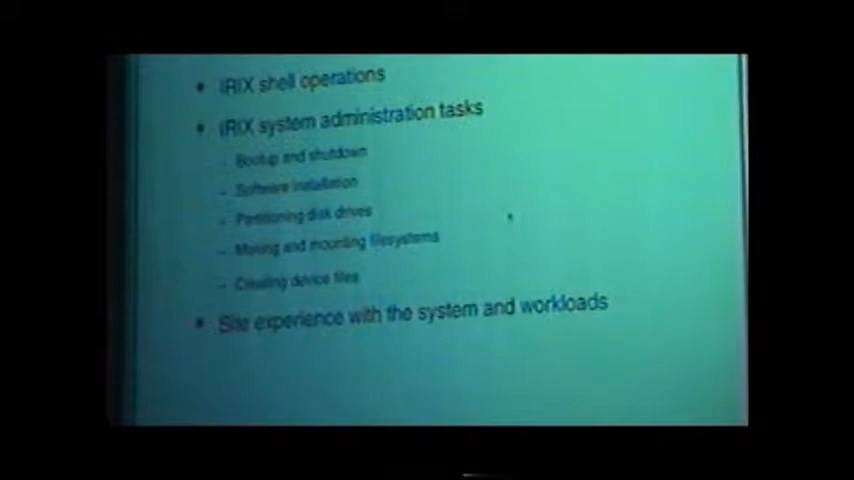 • IRIX shell operations
• IRIX system administration tasks
– Bootup and shutdown
– Software installation
– Partitioning disk drives
– Making and mounting filesystems
– Creating device files
• Site experience with the system and workloads